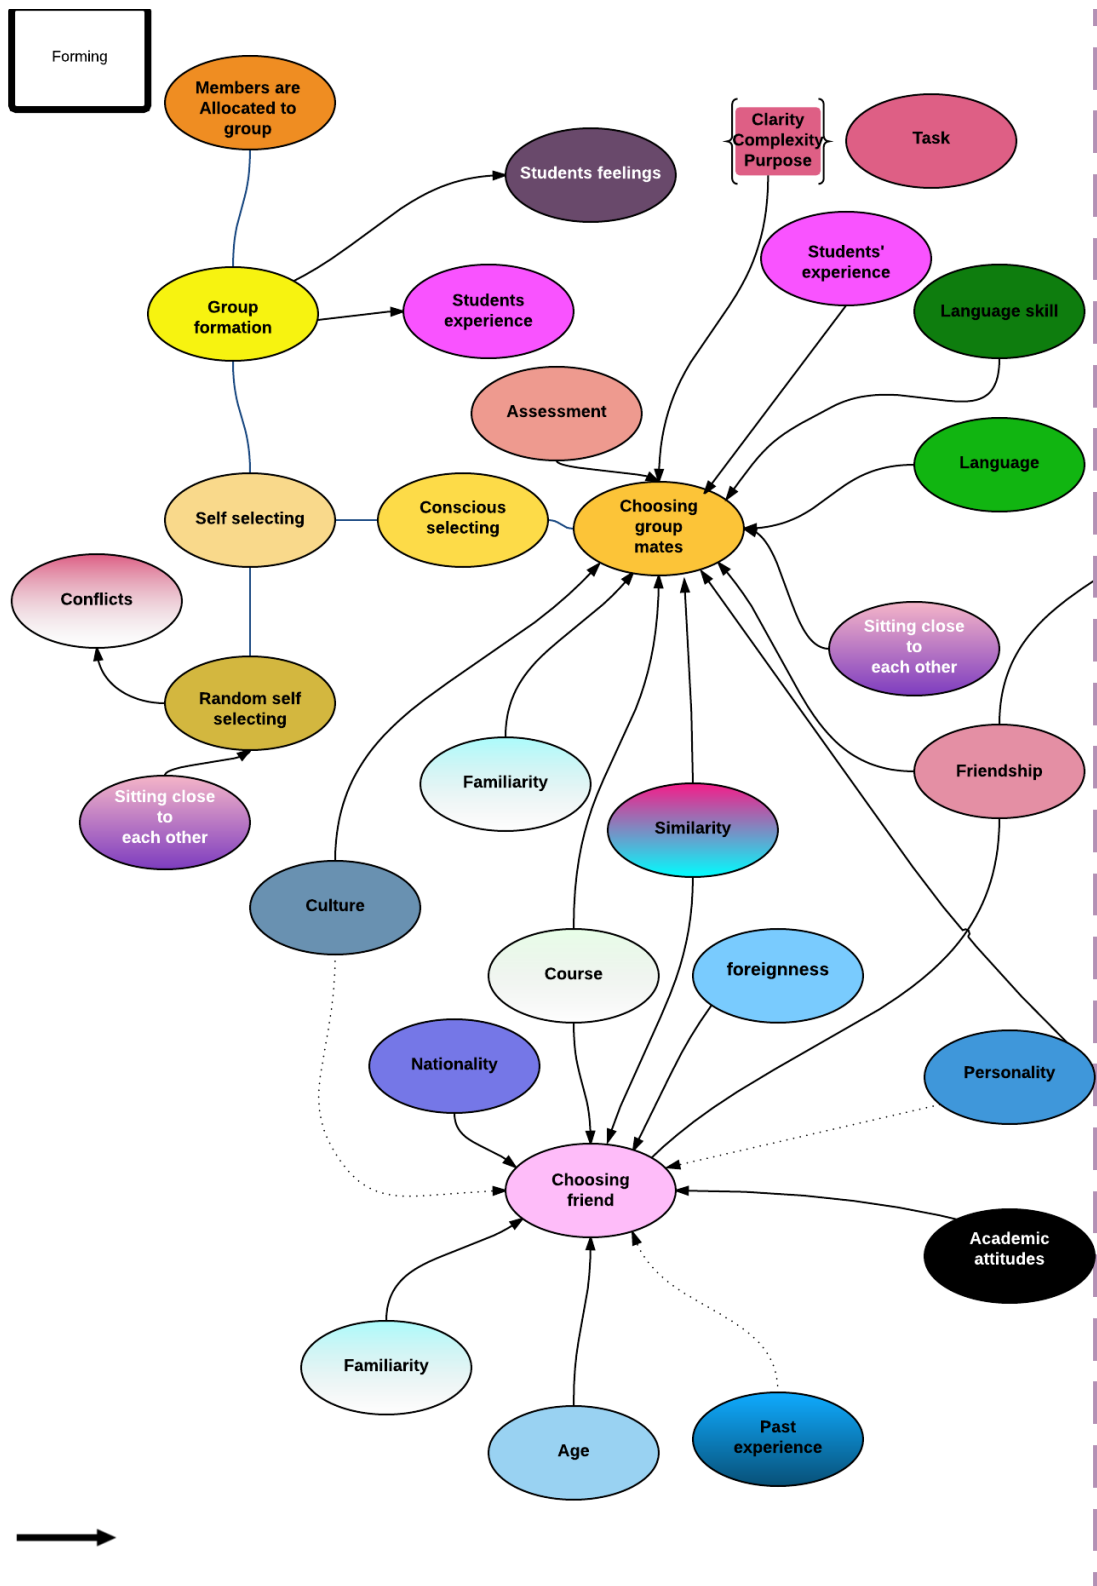 Forming
Members are
Allocated to
group
Clarity
Complexity
Purpose
Task
Students feelings
Students'
experience
Group
formation
Students
experience
Language skill
Assessment
Language
Self selecting
Conscious
selecting
Choosing
group
mates
Conflicts
Sitting close
to
each other
Random self
selecting
Friendship
Familiarity
Sitting close
to
each other
Similarity
Culture
Course
foreignness
Nationality
Personality
Choosing
friend
Academic
attitudes
Familiarity
Age
Past
experience